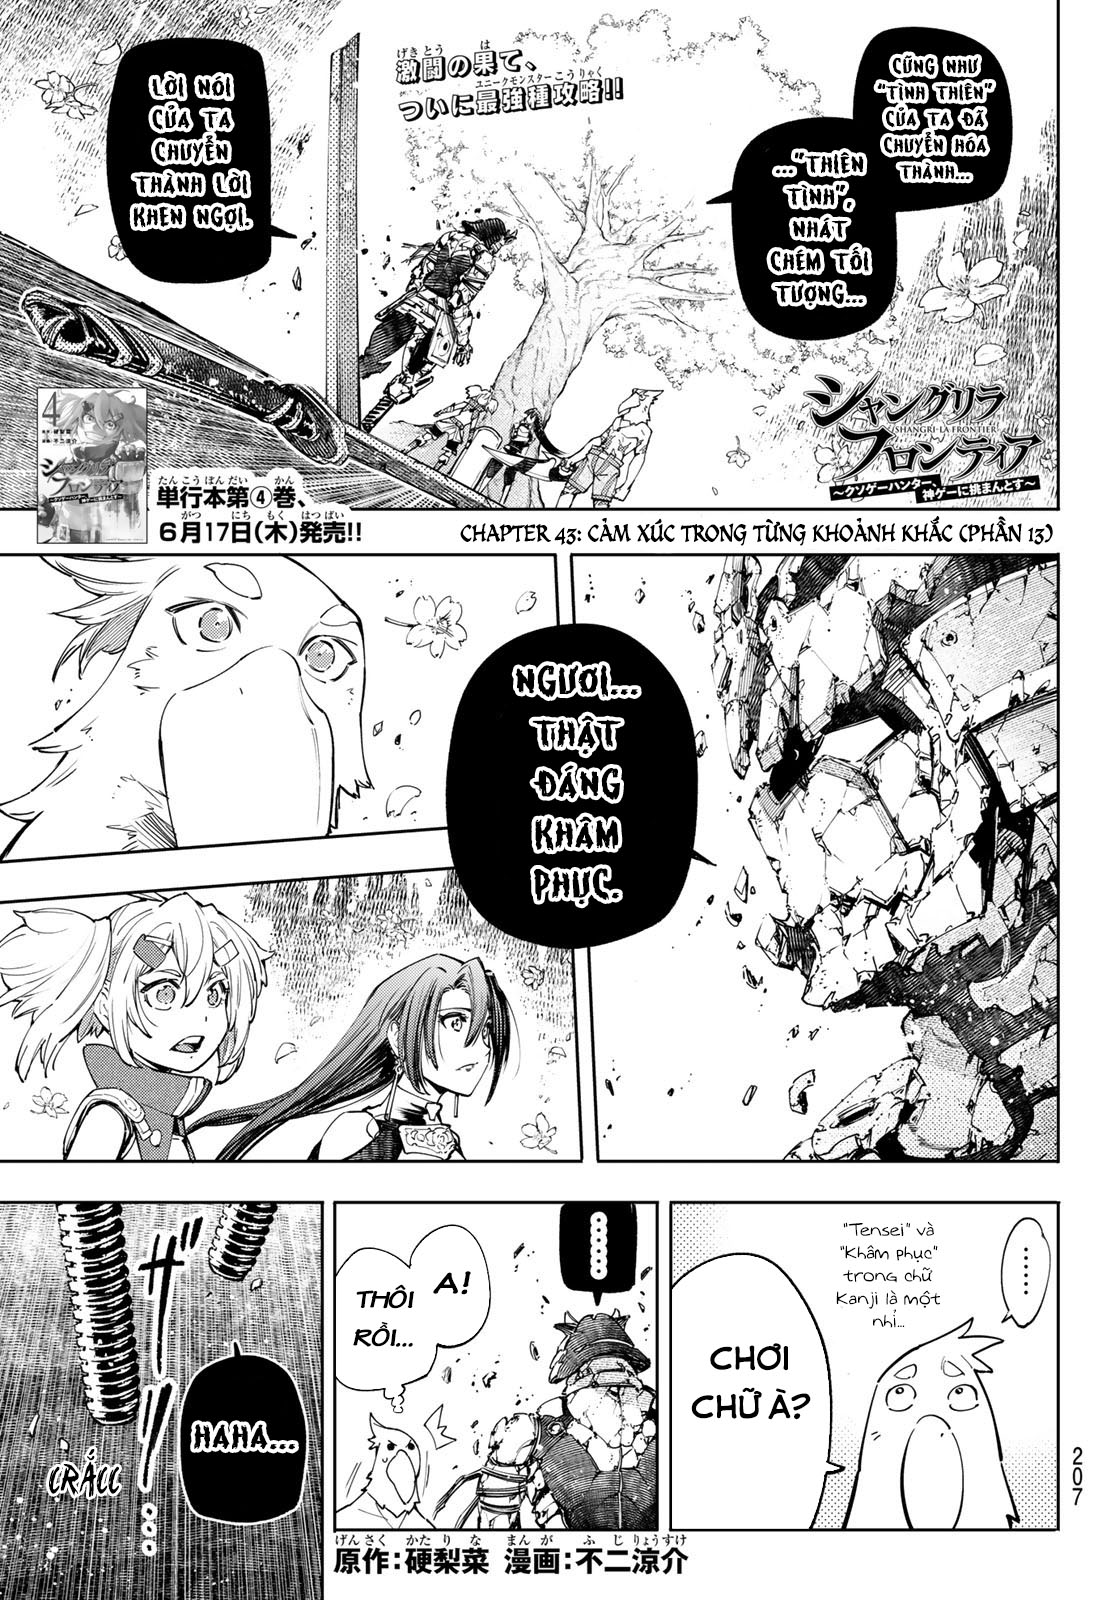 激闘の果て、
ついに最強種攻略!!
CŨNG NHƯ
"TÌNH THIÊN"
CỦA TA ĐÃ
CHUYỂN HÓA
THÀNH...
..."THIÊN
TÌNH",
NHÁT
CHÉM TỐI
TƯỢNG...
LỜI NÓI
CỦA TA
CHUYỂN
THÀNH LỜI
KHEN NGỢI.
シャングリラ
SHANGRI-LA FRONTIER
フロンティア
~クソゲーハンター、
神ゲーに挑まんとす~
4
単行本第④巻、
6月17日(木)発売!!
CHAPTER 43: CẢM XÚC TRONG TỪNG KHOẢNH KHẮC (PHẦN 13)
NGƯƠI...
THẬT
ĐÁNG
KHÂM
PHỤC.
......
"Tensei" và
"Khâm phục"
trong chữ
Kanji là một
nhỉ...
CHƠI
CHỮ À?
.........
A!
THÔI
RỒI...
HAHA...
CRẮCC
原作:硬梨菜 漫画:不二涼介
207